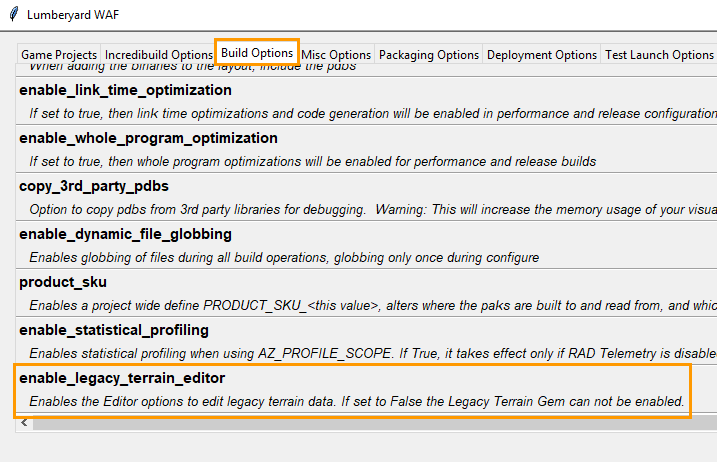 Lumberyard WAF
Game Projects Incredibuild Options Build Options Misc Options Packaging Options Deployment Options Test Launch Options
When adding the binaries to the layout, include the pdbs
enable_link_time_optimization
If set to true, then link time optimizations and code generation will be enabled in performance and release configuration
enable_whole_program_optimization
If set to true, then whole program optimizations will be enabled for performance and release builds
copy_3rd_party_pdbs
Option to copy pdbs from 3rd party libraries for debugging. Warning: This will increase the memory usage of your visua
enable_dynamic_file_globbing
Enables globbing of files during all build operations, globbing only once during configure
product_sku
Enables a project wide define PRODUCT_SKU_<this value>, alters where the paks are built to and read from, and whic
enable_statistical_profiling
Enables statistical profiling when using AZ_PROFILE_SCOPE. If True, it takes effect only if RAD Telemetry is disable
enable_legacy_terrain_editor
Enables the Editor options to edit legacy terrain data. If set to False the Legacy Terrain Gem can not be enabled.